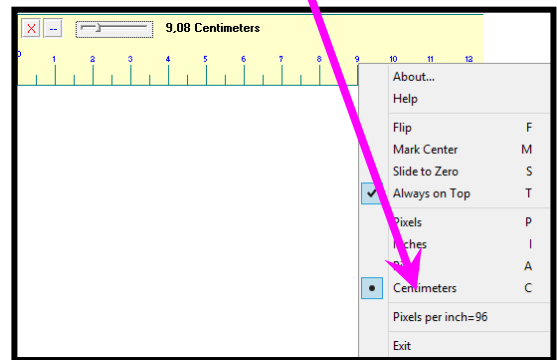 X -- 9,08 Centimeters
0 1 2 3 4 5 6 7 8 9 10 11 12
About...
Help
Flip F
Mark Center M
Slide to Zero S
Always on Top T
Pixels P
Inches I
A
Centimeters C
Pixels per inch=96
Exit